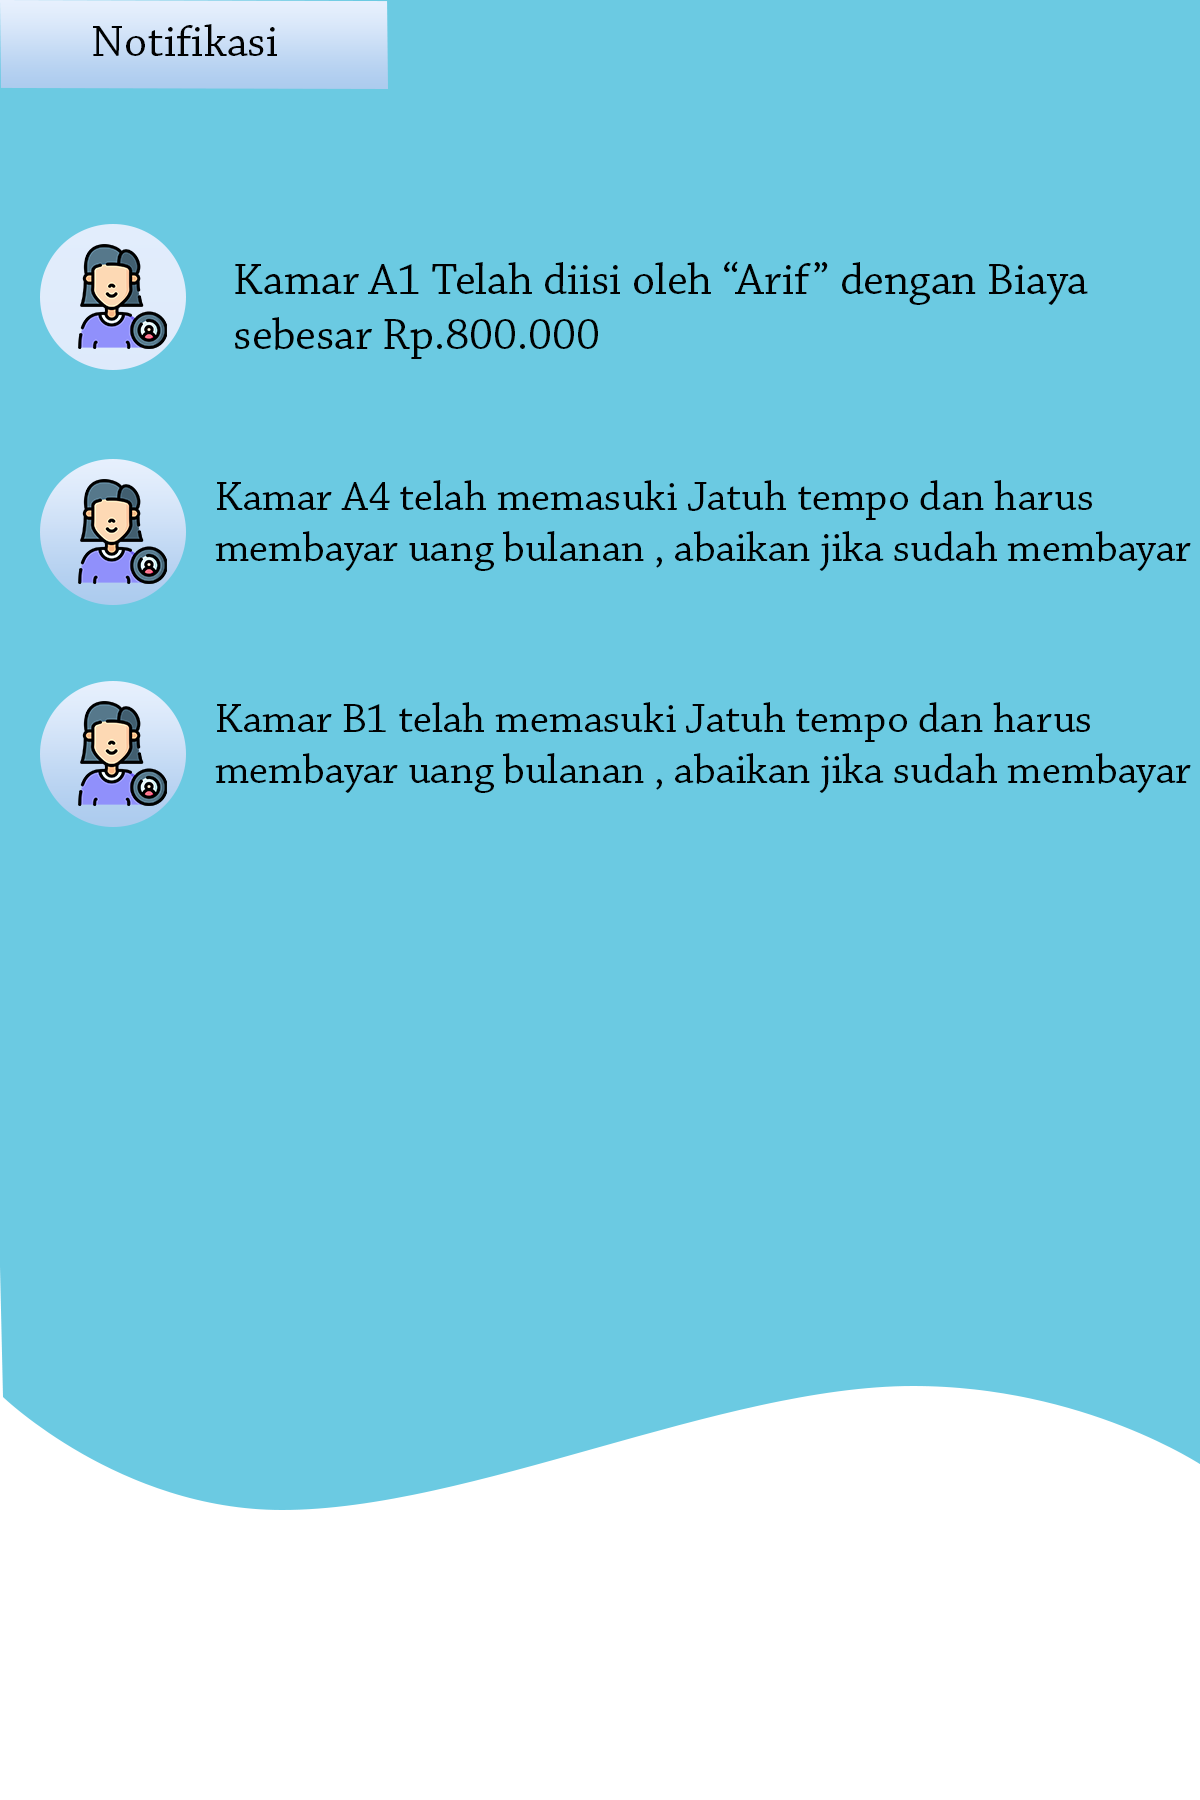 Notifikasi
Kamar A1 Telah diisi oleh “Arif” dengan Biaya
sebesar Rp.800.000
Kamar A4 telah memasuki Jatuh tempo dan harus
membayar uang bulanan , abaikan jika sudah membayar
Kamar B1 telah memasuki Jatuh tempo dan harus
membayar uang bulanan , abaikan jika sudah membayar